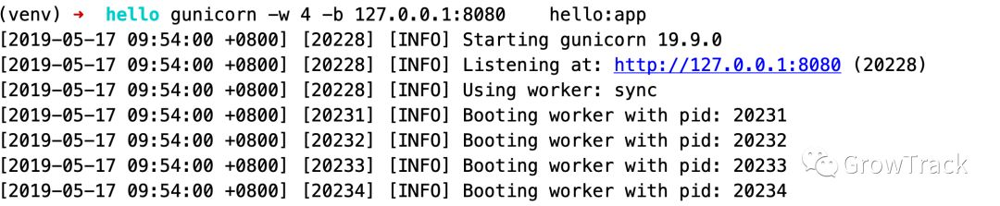 (venv) ➜ hello gunicorn -w 4 -b 127.0.0.1:8080 hello:app
[2019-05-17 09:54:00 +0800] [20228] [INFO] Starting gunicorn 19.9.0
[2019-05-17 09:54:00 +0800] [20228] [INFO] Listening at: http://127.0.0.1:8080 (20228)
[2019-05-17 09:54:00 +0800] [20228] [INFO] Using worker: sync
[2019-05-17 09:54:00 +0800] [20231] [INFO] Booting worker with pid: 20231
[2019-05-17 09:54:00 +0800] [20232] [INFO] Booting worker with pid: 20232
[2019-05-17 09:54:00 +0800] [20233] [INFO] Booting worker with pid: 20233
[2019-05-17 09:54:00 +0800] [20234] [INFO] Booting worker with pid: 20234
GrowTrack